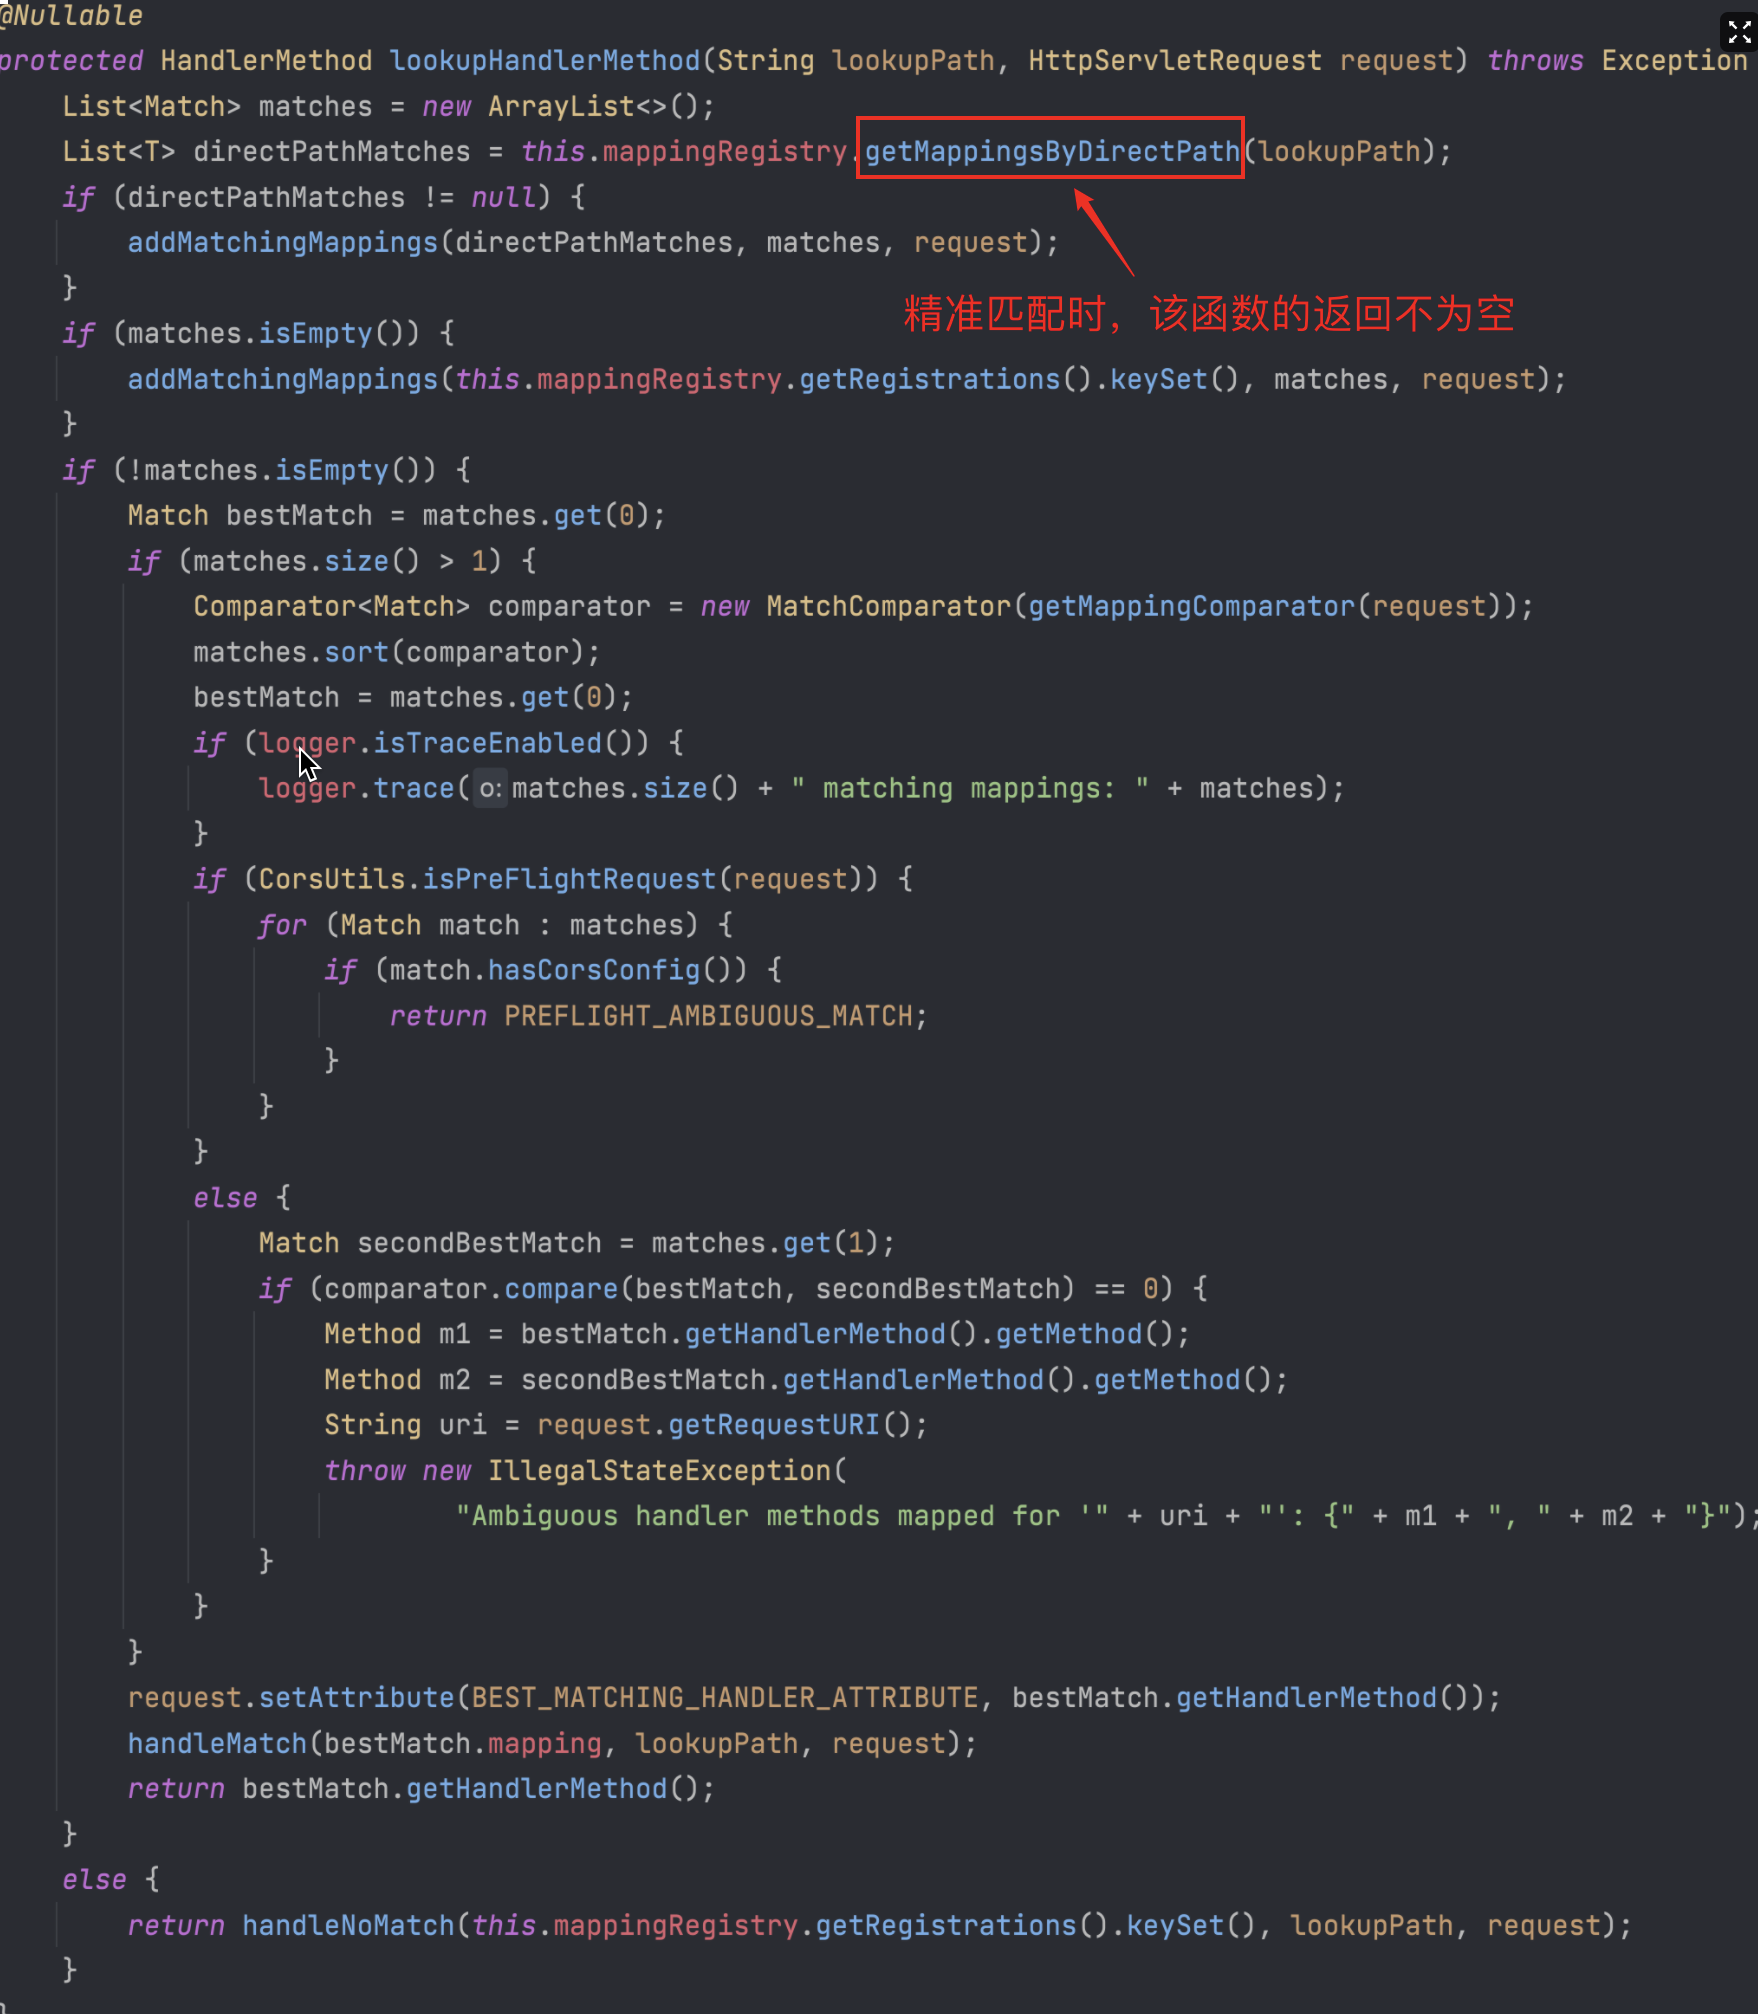 @Nullable
protected HandlerMethod lookupHandlerMethod(String lookupPath, HttpServletRequest request) throws Exception
List<Match> matches = new ArrayList<>();
List<T> directPathMatches = this.mappingRegistry.getMappingsByDirectPath(lookupPath);
if (directPathMatches != null) {
addMatchingMappings(directPathMatches, matches, request);
}
精准匹配时，该函数的返回不为空
if (matches.isEmpty()) {
addMatchingMappings(this.mappingRegistry.getRegistrations().keySet(), matches, request);
}
if (!matches.isEmpty()) {
Match bestMatch = matches.get(0);
if (matches.size() > 1) {
Comparator<Match> comparator = new MatchComparator(getMappingComparator(request));
matches.sort(comparator);
bestMatch = matches.get(0);
if (logger.isTraceEnabled()) {
logger.trace( o: matches.size() + " matching mappings: " + matches);
}
if (CorsUtils.isPreFlightRequest(request)) {
for (Match match : matches) {
if (match.hasCorsConfig()) {
return PREFLIGHT_AMBIGUOUS_MATCH;
}
}
}
else {
Match secondBestMatch = matches.get(1);
if (comparator.compare(bestMatch, secondBestMatch) == 0) {
Method m1 = bestMatch.getHandlerMethod().getMethod();
Method m2 = secondBestMatch.getHandlerMethod().getMethod();
String uri = request.getRequestURI();
throw new IllegalStateException(
"Ambiguous handler methods mapped for '" + uri + "': {" + m1 + ", " + m2 + "}");
}
}
}
request.setAttribute(BEST_MATCHING_HANDLER_ATTRIBUTE, bestMatch.getHandlerMethod());
handleMatch(bestMatch.mapping, lookupPath, request);
return bestMatch.getHandlerMethod();
}
else {
return handleNoMatch(this.mappingRegistry.getRegistrations().keySet(), lookupPath, request);
}
}